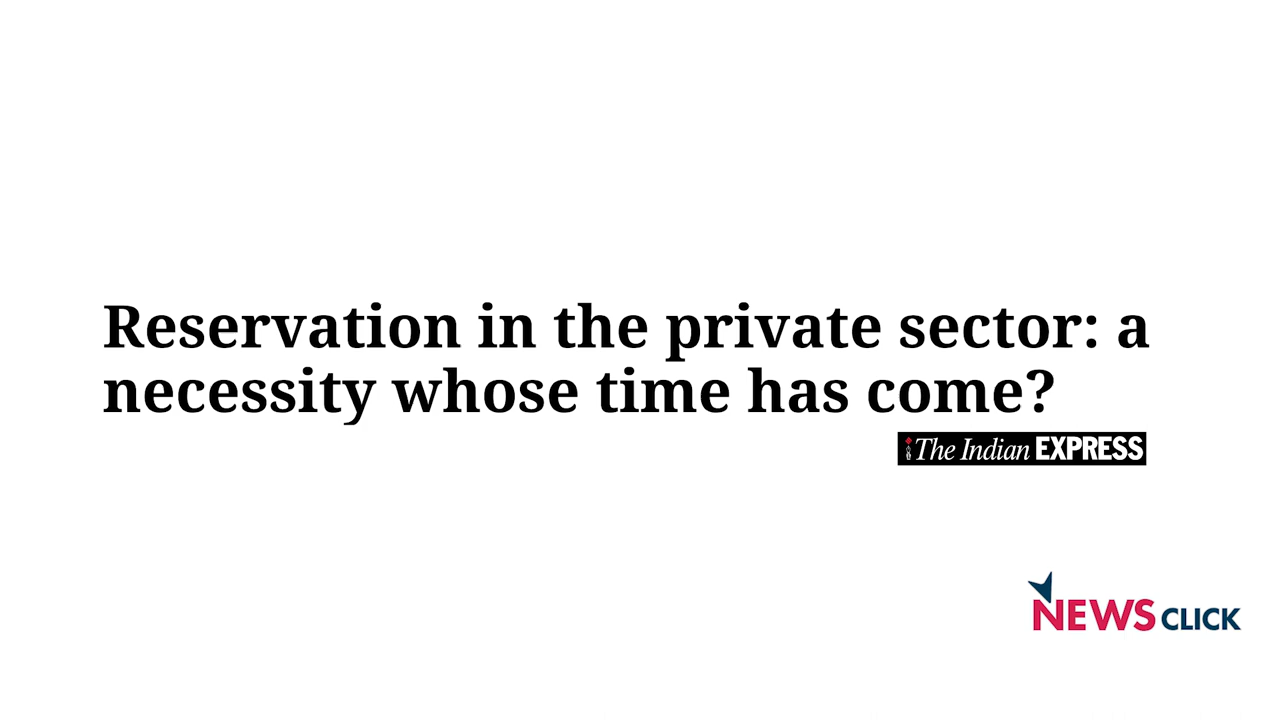 Reservation in the private sector: a
necessity whose time has come?
The Indian EXPRESS
NEWS CLICK